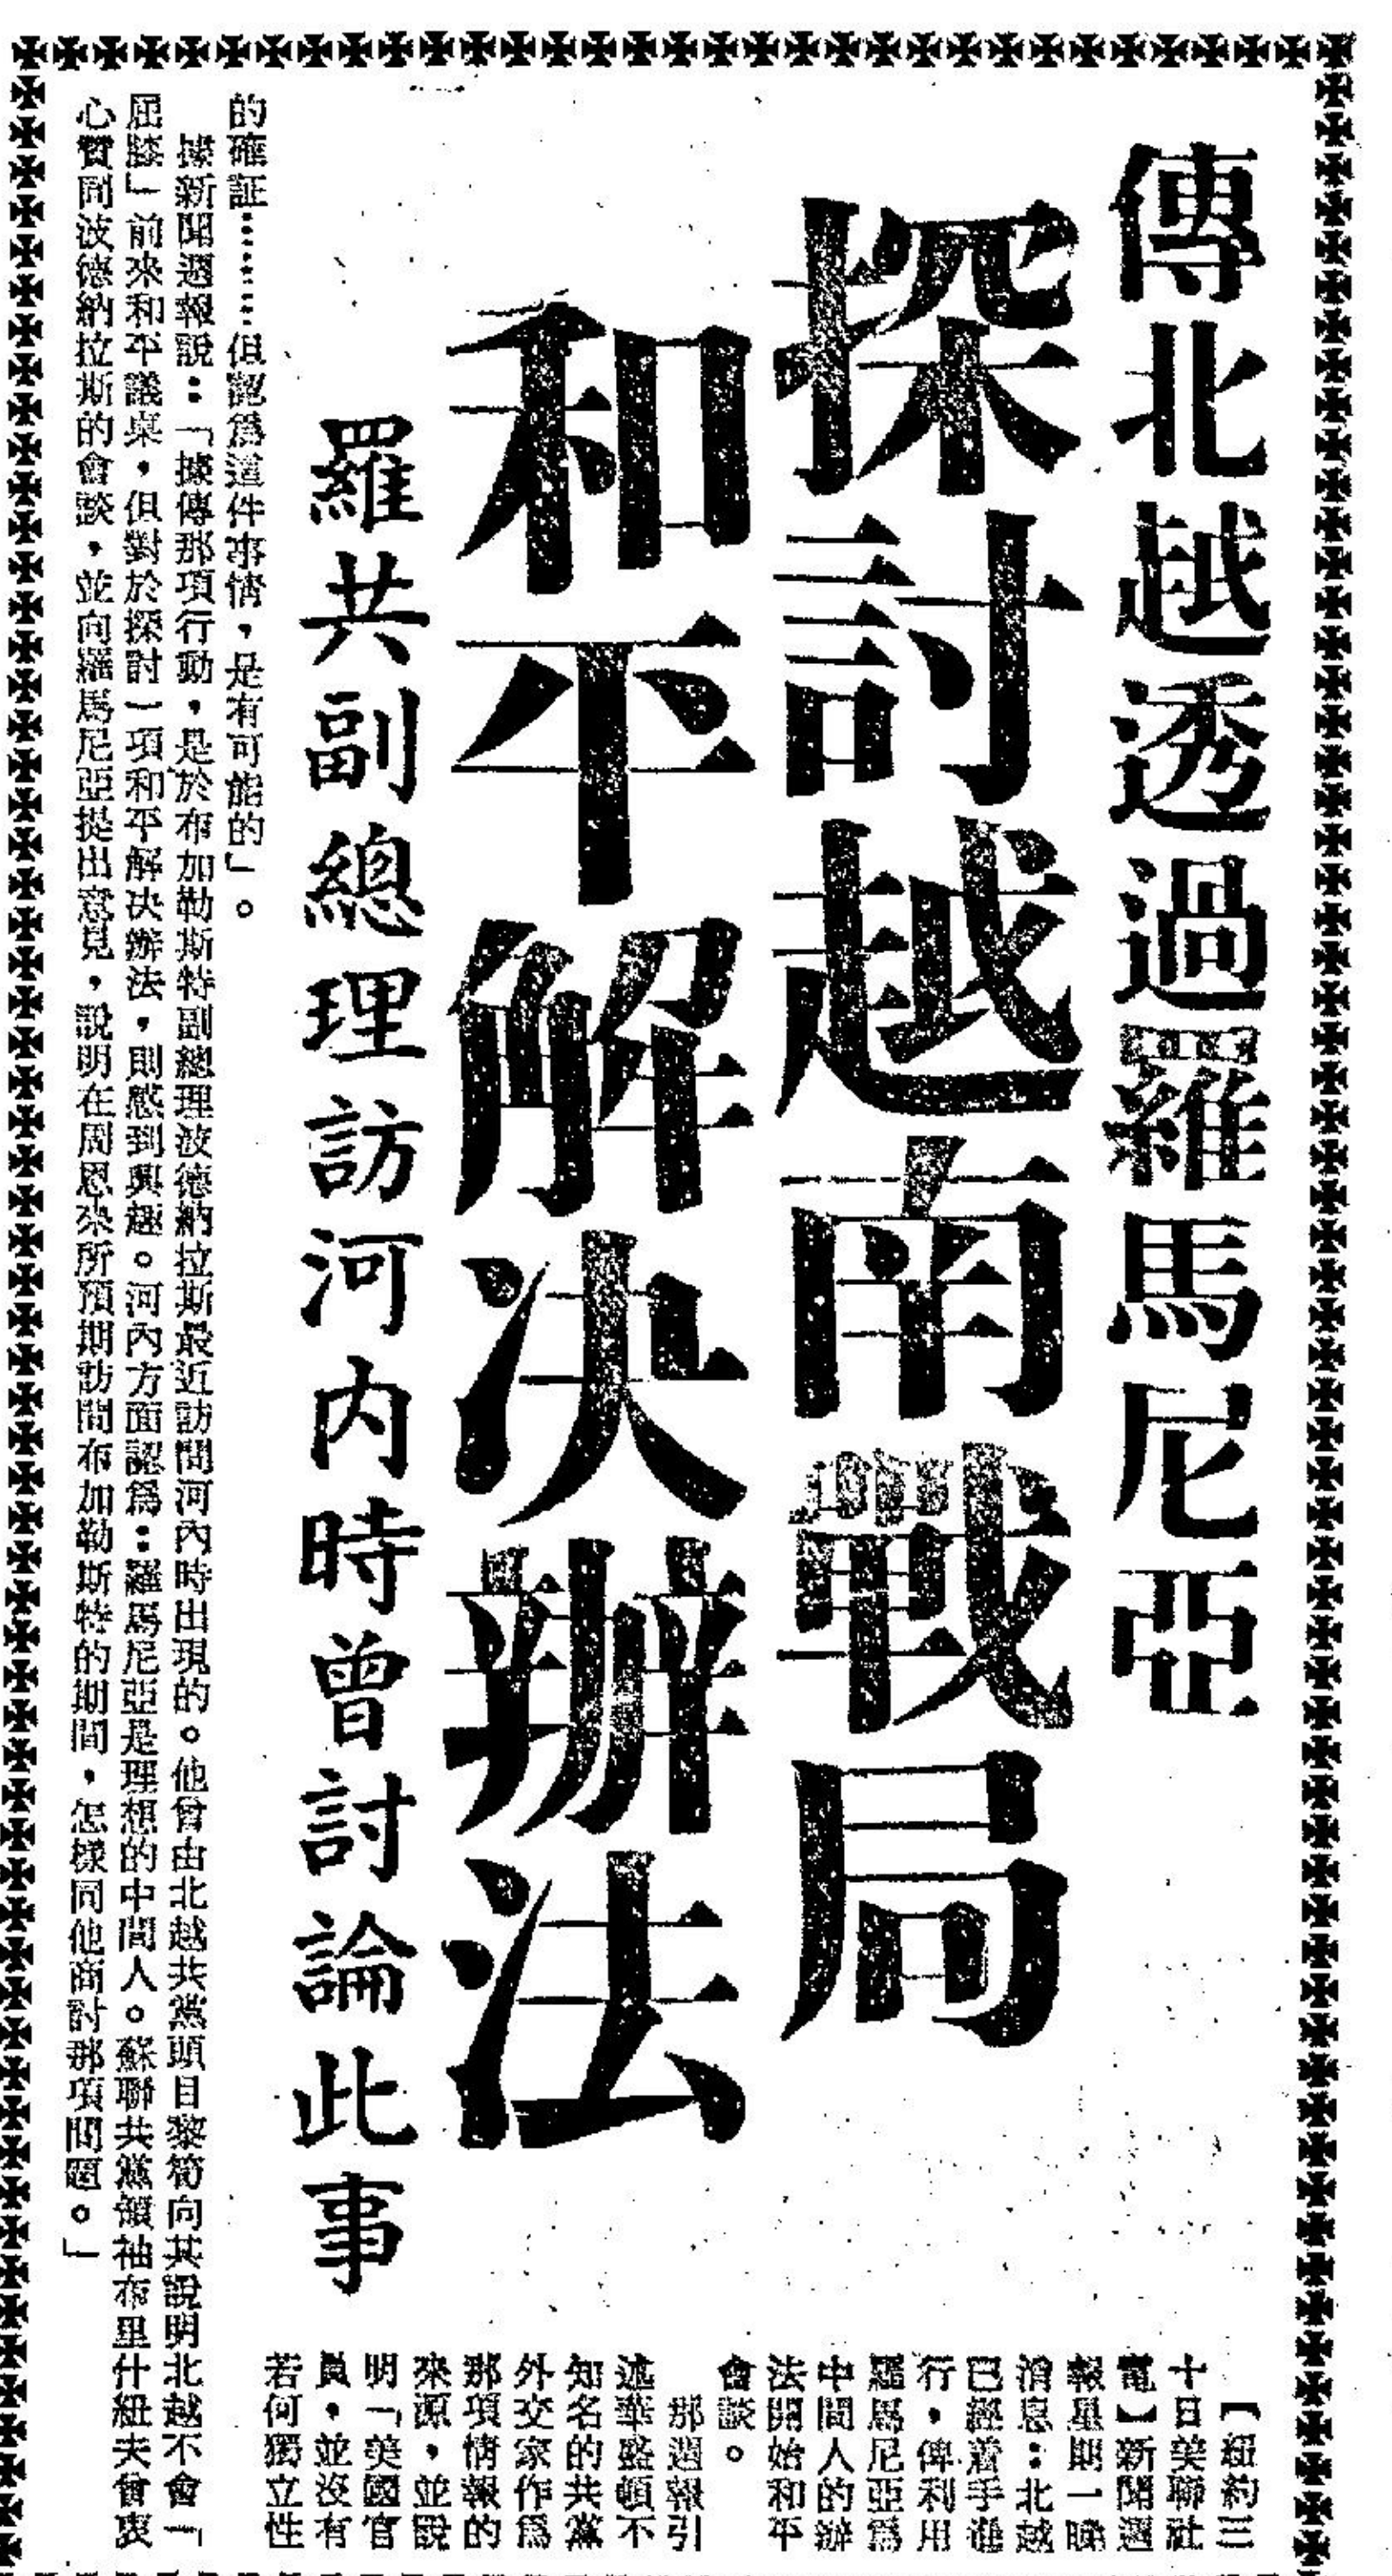 傳北越透過羅馬尼亞
探討越南戰局
和平解決辦法
羅共副總理訪河內時曾討論此事
【紐約三
十日美聯社
電】新聞週
報星期一晚
消息：北越
已經着手進
行，俾利用
羅馬尼亞爲
中間人的辦
法開始和平
會談。
那週報引
述華盛頓不
知名的共黨
外交家作爲
那項情報的
來源，並說
明「美國官
員，並沒有
若何獨立性
的確証………但認爲這件事情，是有可能的」。
據新聞週報說：「據傳那項行動，是於布加勒斯特副總理波德納拉斯最近訪問河內時出現的。他曾由北越共黨頭目黎筍向其說明北越不會「
屈膝」前來和平議桌，但對於探討一項和平解決辦法，則感到興趣。河內方面認爲：羅馬尼亞是理想的中間人。蘇聯共黨領袖布里什紐夫曾衷
心贊同波德納拉斯的會談，並向羅馬尼亞提出意見，說明在周恩來所預期訪問布加勒斯特的期間，怎樣同他商討那項問題。」